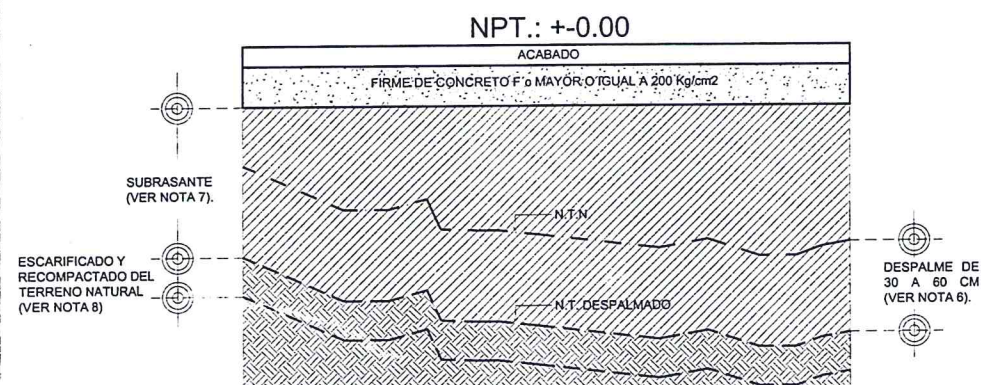 NPT.: +-0.00
ACABADO
FIRME DE CONCRETO F´o MAYOR O IGUAL A 200 Kg/cm2
SUBRASANTE
(VER NOTA 7).
N.T.N.
ESCARIFICADO Y
RECOMPACTADO DEL
TERRENO NATURAL
(VER NOTA 8)
N.T. DESPALMADO
DESPALME DE
30 A 60 CM
(VER NOTA 6).